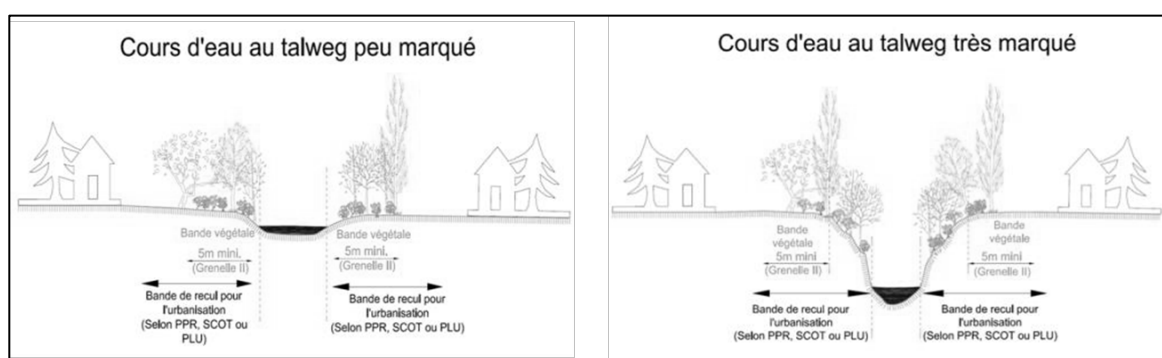 Cours d'eau au talweg peu marqué
Bande végétale
5m mini.
(Grenelle II)
Bande végétale
5m mini.
(Grenelle II)
Bande de recul pour
l'urbanisation
(Selon PPR, SCOT ou
PLU)
Bande de recul pour
l'urbanisation
(Selon PPR, SCOT ou PLU)
Cours d'eau au talweg très marqué
Bande
végétale
5m mini
(Grenelle II)
Bande
végétale
5m mini
(Grenelle II)
Bande de recul pour
l'urbanisation
(Selon PPR, SCOT ou PLU)
Bande de recul pour
l'urbanisation
(Selon PPR, SCOT ou PLU)